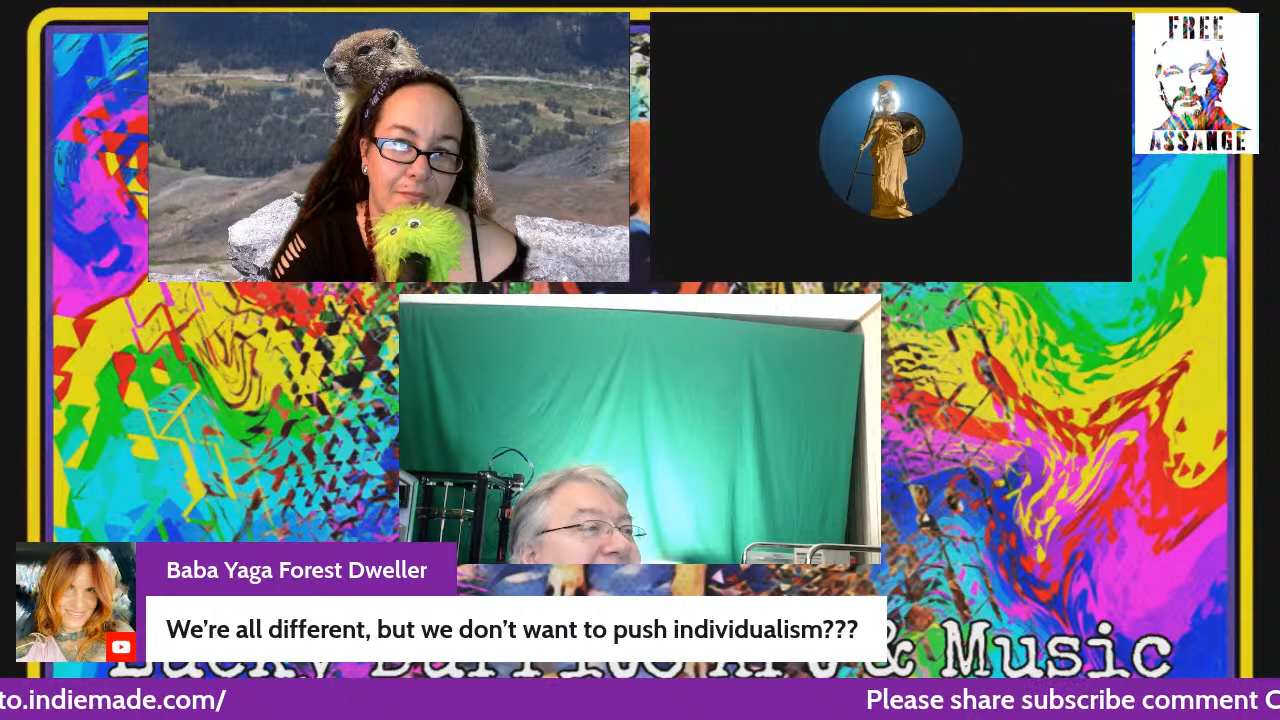 FREE
ASSANGE
Baba Yaga Forest Dweller
We’re all different, but we don’t want to push individualism???
& Music
to.indiemade.com/
Please share subscribe comment